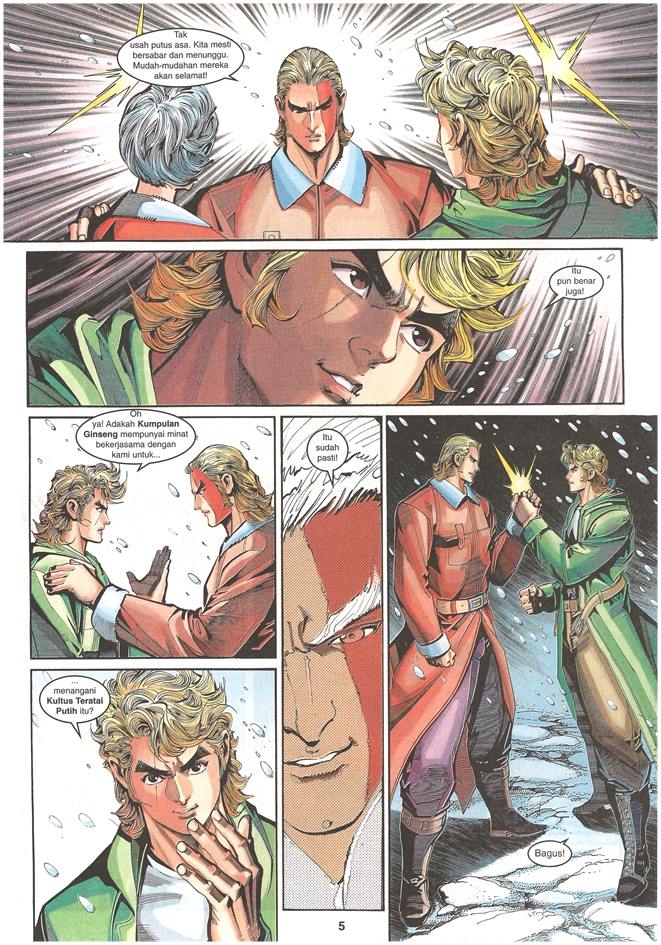 Tak
usah putus asa. Kita mesti
bersabar dan menunggu.
Mudah-mudahan mereka
akan selamat!
Itu
pun benar
juga!
Oh
ya! Adakah Kumpulan
Ginseng mempunyai minat
bekerjasama dengan
kami untuk...
Itu
sudah
pasti!
...
menangani
Kultus Teratai
Putih itu?
Bagus!
5